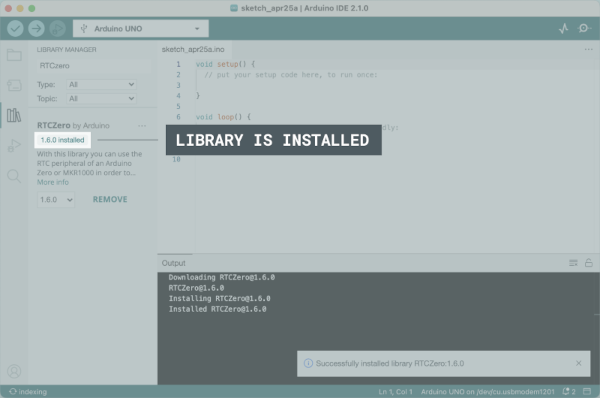 sketch_apr25a | Arduino IDE 2.1.0
Arduino UNO
LIBRARY MANAGER
RTCzero
Type: All
Topic: All
RTCZero by Arduino
1.6.0 installed
With this library you can use the
RTC peripheral of an Arduino
Zero or MKR1000 in order to...
More info
1.6.0 REMOVE
sketch_apr25a.ino
1 void setup() {
2 // put your setup code here, to run once:
3
4 }
5
6 void loop() {
LIBRARY IS INSTALLED
10
Output
Downloading RTCZero@1.6.0
RTCZero@1.6.0
Installing RTCZero@1.6.0
Installed RTCZero@1.6.0
Successfully installed library RTCZero:1.6.0
indexing
Ln 1, Col 1 Arduino UNO on /dev/cu.usbmodem1201 2